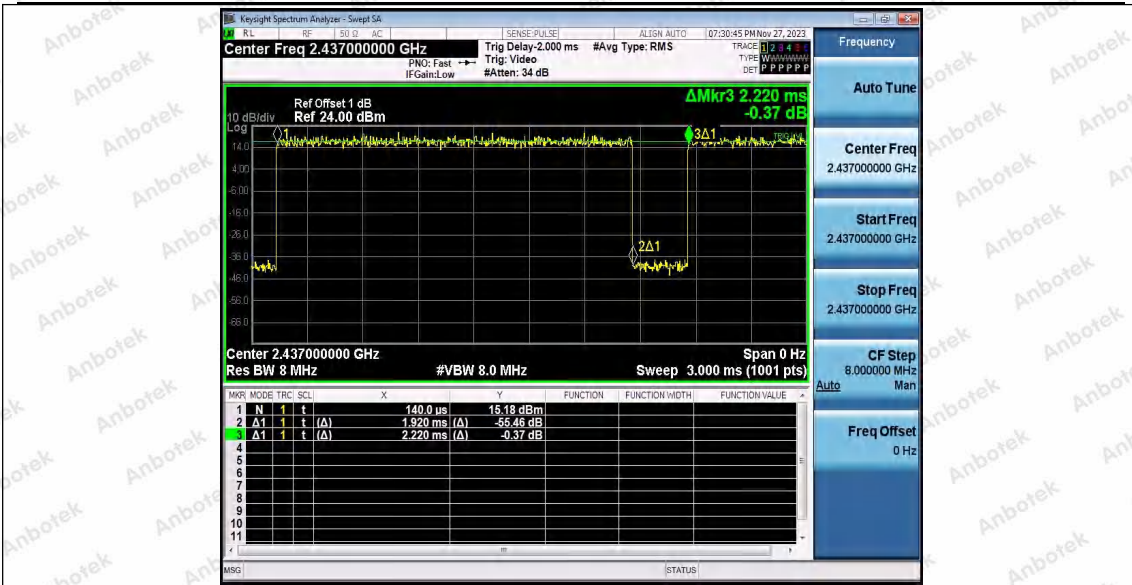 Keysight Spectrum Analyzer - Swept SA
RL RF 50 Ω AC SENSE:PULSE ALIGN AUTO 07:30:45 PM Nov 27, 2023
Center Freq 2.437000000 GHz
PNO: Fast
IFGain:Low
Trig Delay-2.000 ms
Trig: Video
#Atten: 34 dB
#Avg Type: RMS
TRACE 1 2 3 4 5 6
TYPE WWWWWW
DET P P P P P P
ΔMkr3 2.220 ms
-0.37 dB
Ref Offset 1 dB
10 dB/div Ref 24.00 dBm
Log
1
3Δ1
2Δ1
14.0
4.00
-6.00
-16.0
-26.0
-36.0
-46.0
-56.0
-66.0
Center 2.437000000 GHz Span 0 Hz
Res BW 8 MHz #VBW 8.0 MHz Sweep 3.000 ms (1001 pts)
MKR MODE TRC SCL X Y FUNCTION FUNCTION WIDTH FUNCTION VALUE
1 N 1 t 140.0 µs 15.18 dBm
2 Δ1 1 t (Δ) 1.920 ms (Δ) -55.46 dB
3 Δ1 1 t (Δ) 2.220 ms (Δ) -0.37 dB
4
5
6
7
8
9
10
11
MSG STATUS
Frequency
Auto Tune
Center Freq
2.437000000 GHz
Start Freq
2.437000000 GHz
Stop Freq
2.437000000 GHz
CF Step
8.000000 MHz
Auto Man
Freq Offset
0 Hz
Anbotek